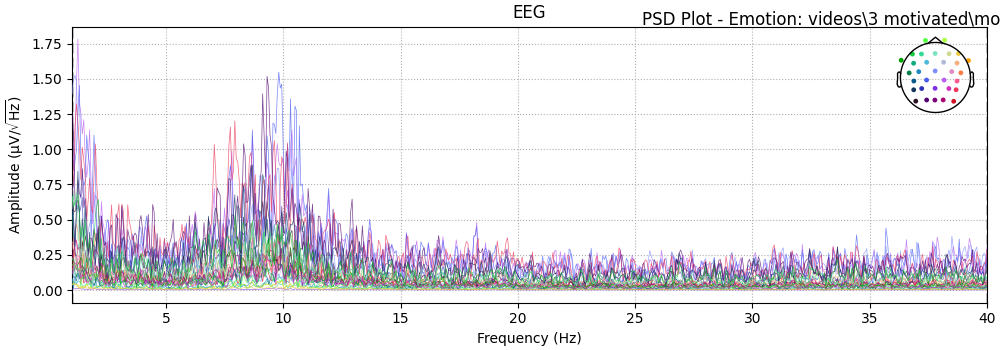 EEG
PSD Plot - Emotion: videos\3 motivated\mo
1.75
1.50
1.25
1.00
0.75
0.50
0.25
0.00
Amplitude (µV/√Hz)
5 10 15 20 25 30 35 40
Frequency (Hz)